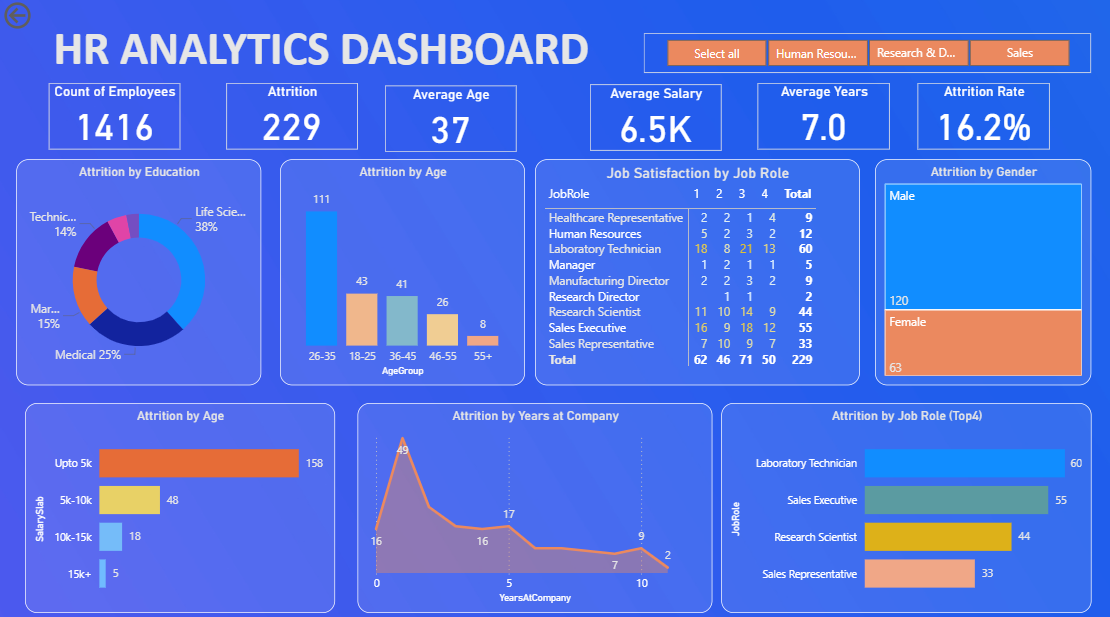 HR ANALYTICS DASHBOARD
Select all
Human Resou...
Research & D...
Sales
Count of Employees
1416
Attrition
229
Average Age
37
Average Salary
6.5K
Average Years
7.0
Attrition Rate
16.2%
Attrition by Education
Technic...
14%
Life Scie...
38%
Mar...
15%
Medical 25%
Attrition by Age
111
43
41
26
8
26-35 18-25 36-45 46-55 55+
AgeGroup
Job Satisfaction by Job Role
JobRole 1 2 3 4 Total
Healthcare Representative 2 2 1 4 9
Human Resources 5 2 3 2 12
Laboratory Technician 18 8 21 13 60
Manager 1 2 1 1 5
Manufacturing Director 2 2 3 2 9
Research Director 1 1 2
Research Scientist 11 10 14 9 44
Sales Executive 16 9 18 12 55
Sales Representative 7 10 9 7 33
Total 62 46 71 50 229
Attrition by Gender
Male
120
Female
63
Attrition by Age
SalarySlab
Upto 5k 158
5k-10k 48
10k-15k 18
15k+ 5
Attrition by Years at Company
49
16
16
17
7
9
2
0 5 10
YearsAtCompany
Attrition by Job Role (Top4)
JobRole
Laboratory Technician 60
Sales Executive 55
Research Scientist 44
Sales Representative 33